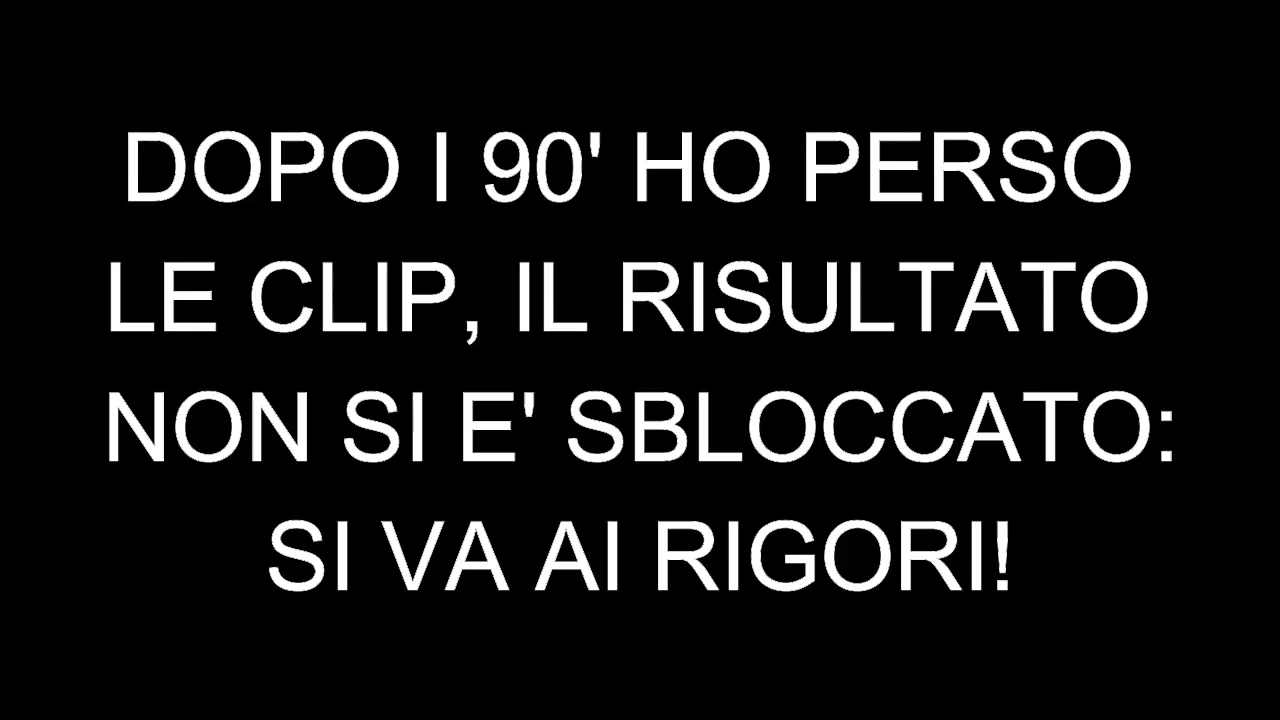 DOPO I 90' HO PERSO
LE CLIP, IL RISULTATO
NON SI E' SBLOCCATO:
SI VA AI RIGORI!